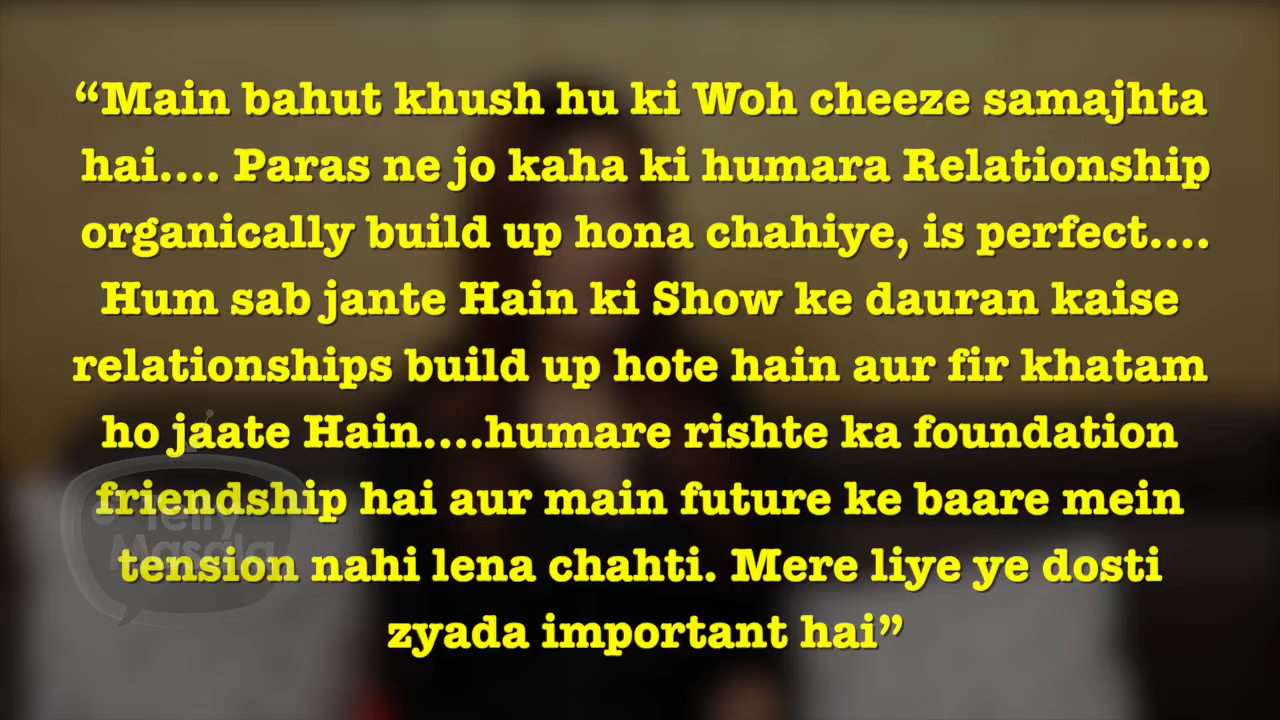 “Main bahut khush hu ki Woh cheeze samajhta
hai.... Paras ne jo kaha ki humara Relationship
organically build up hona chahiye, is perfect....
Hum sab jante Hain ki Show ke dauran kaise
relationships build up hote hain aur fir khatam
ho jaate Hain....humare rishte ka foundation
friendship hai aur main future ke baare mein
tension nahi lena chahti. Mere liye ye dosti
zyada important hai”
Telly
Masala